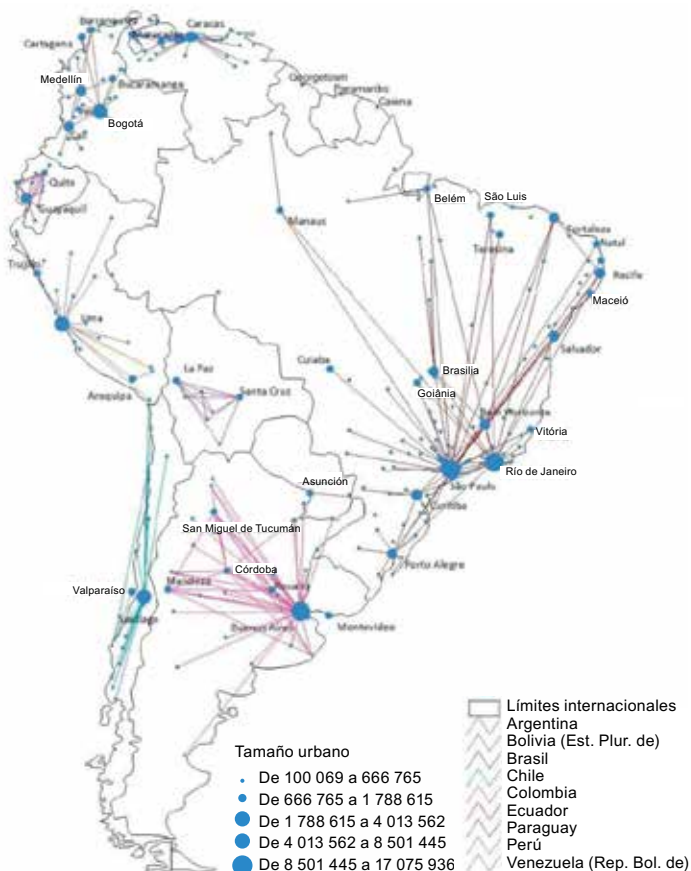 Barranquilla
Caracas
Cartagena
Maracaibo
Medellín
Bucaramanga
Bogotá
Cali
Georgetown
Paramaribo
Caiena
Quito
Guayaquil
Belém
São Luis
Manaus
Fortaleza
Teresina
Natal
Trujillo
Recife
Maceió
Lima
Salvador
La Paz
Cuiaba
Brasilia
Arequipa
Santa Cruz
Goiânia
Belo Horizonte
Vitória
Río de Janeiro
São Paulo
Asunción
Curitiba
San Miguel de Tucumán
Córdoba
Porto Alegre
Valparaíso
Mendoza
Rosario
Santiago
Buenos Aires
Montevideo
Tamaño urbano
De 100 069 a 666 765
De 666 765 a 1 788 615
De 1 788 615 a 4 013 562
De 4 013 562 a 8 501 445
De 8 501 445 a 17 075 936
Límites internacionales
Argentina
Bolivia (Est. Plur. de)
Brasil
Chile
Colombia
Ecuador
Paraguay
Perú
Venezuela (Rep. Bol. de)